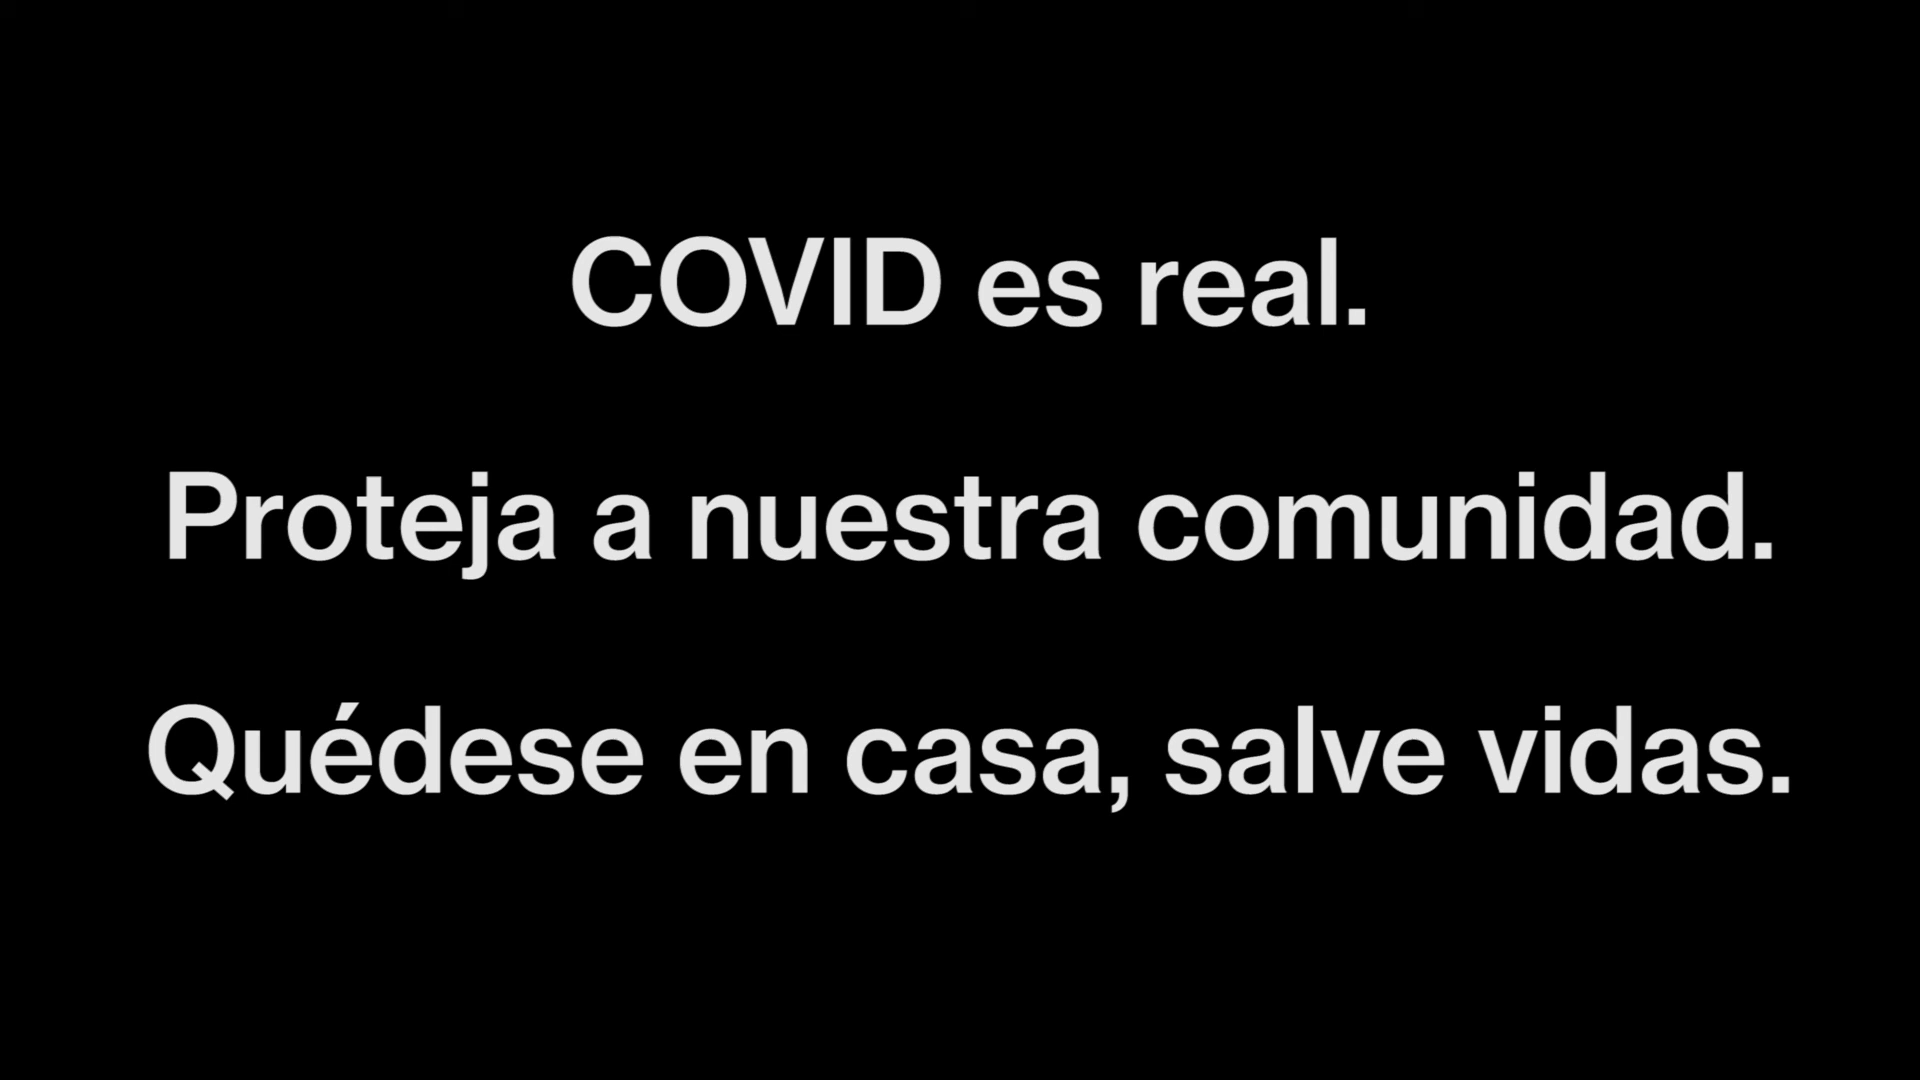 COVID es real.
Proteja a nuestra comunidad.
Quédese en casa, salve vidas.